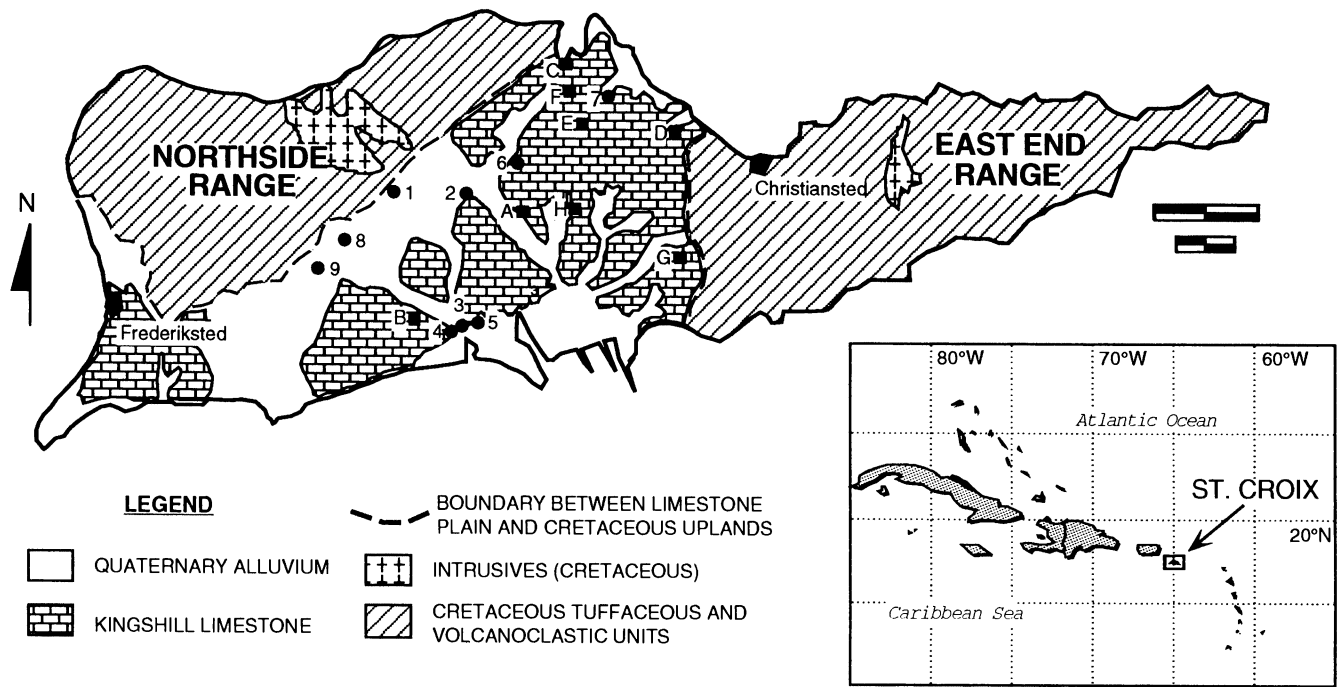 C
F
7
E
D
NORTHSIDE
RANGE
EAST END
RANGE
6
Christiansted
N
1
2
A
H
8
G
9
3
B
4
5
Frederiksted
80°W
70°W
60°W
Atlantic Ocean
LEGEND
BOUNDARY BETWEEN LIMESTONE
PLAIN AND CRETACEOUS UPLANDS
ST. CROIX
20°N
QUATERNARY ALLUVIUM
INTRUSIVES (CRETACEOUS)
KINGSHILL LIMESTONE
CRETACEOUS TUFFACEOUS AND
VOLCANOCLASTIC UNITS
Caribbean Sea